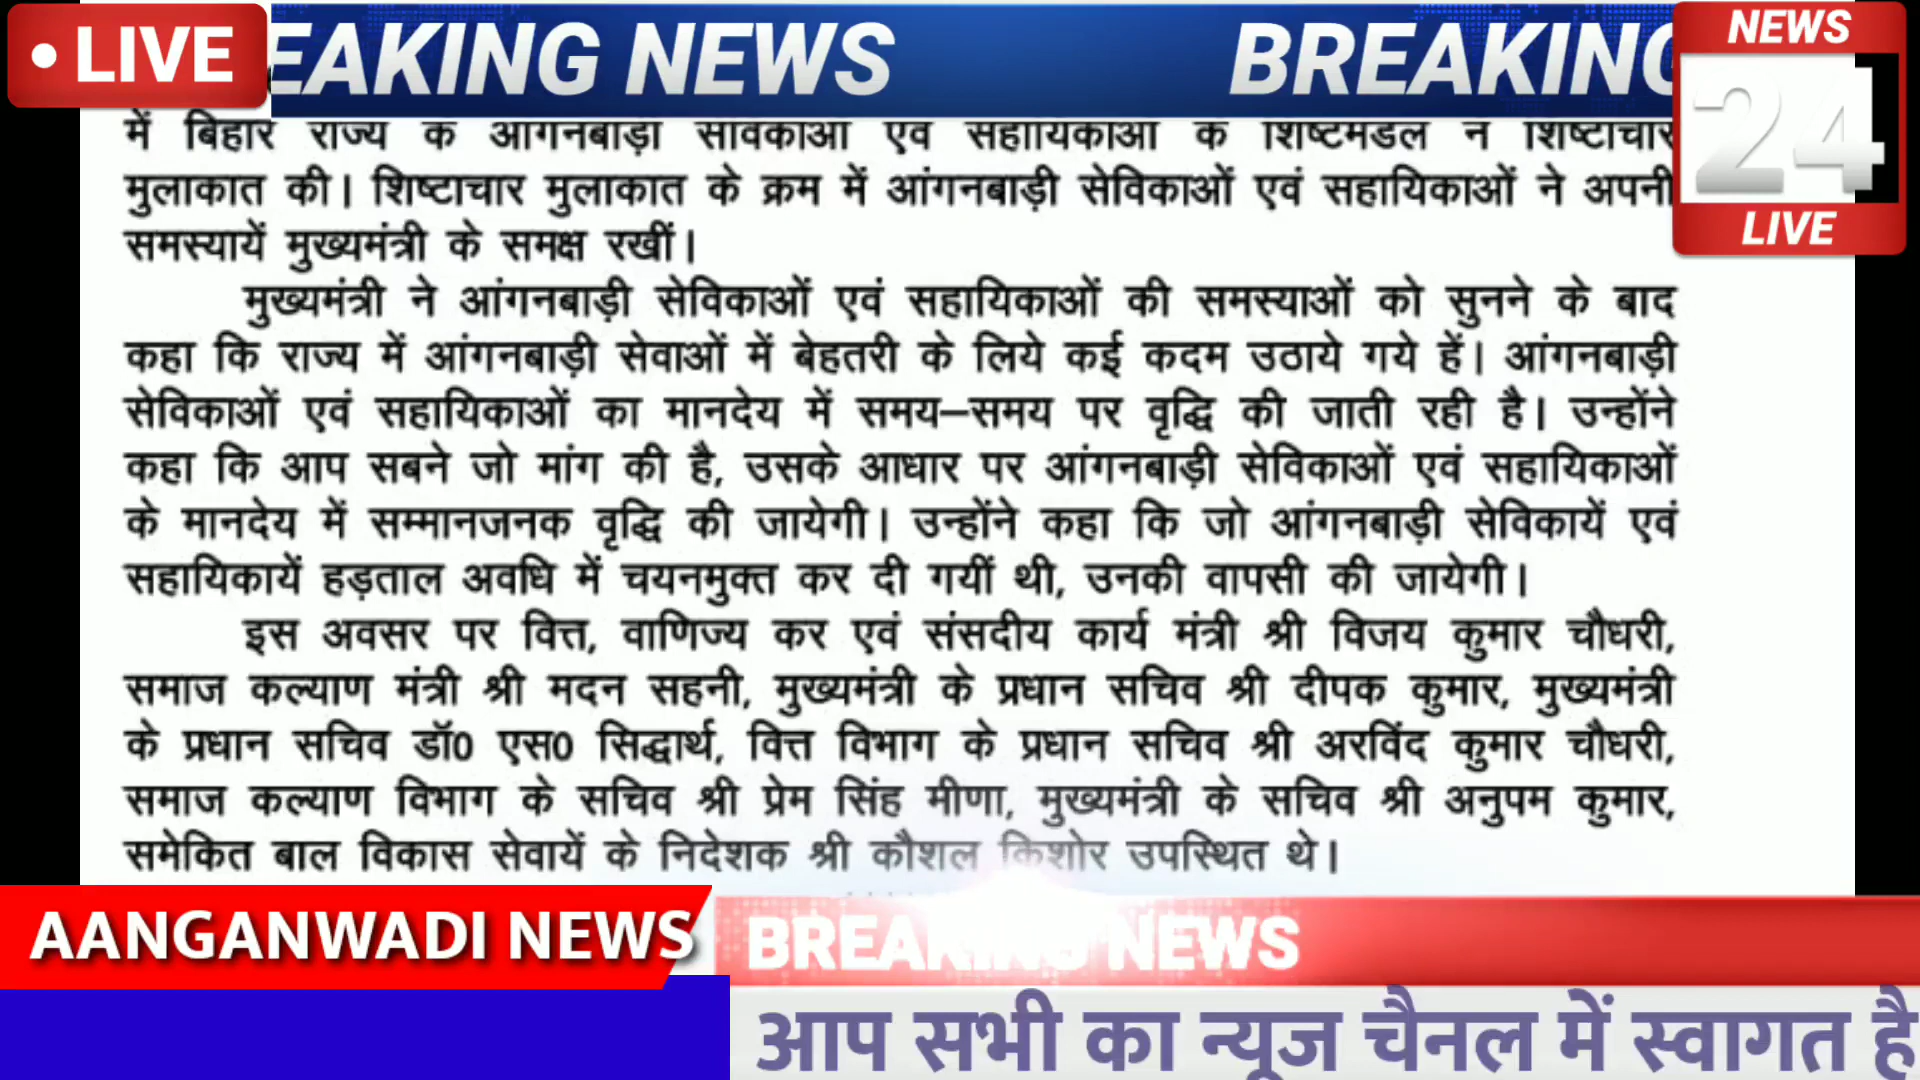 LIVE
EAKING NEWS
BREAKING
NEWS
24
LIVE
में बिहार राज्य के आंगनबाड़ी सेविकाओं एवं सहायिकाओं के शिष्टमंडल ने शिष्टाचार
मुलाकात की। शिष्टाचार मुलाकात के क्रम में आंगनबाड़ी सेविकाओं एवं सहायिकाओं ने अपनी
समस्यायें मुख्यमंत्री के समक्ष रखीं।
मुख्यमंत्री ने आंगनबाड़ी सेविकाओं एवं सहायिकाओं की समस्याओं को सुनने के बाद
कहा कि राज्य में आंगनबाड़ी सेवाओं में बेहतरी के लिये कई कदम उठाये गये हें। आंगनबाड़ी
सेविकाओं एवं सहायिकाओं का मानदेय में समय–समय पर वृद्धि की जाती रही है। उन्होंने
कहा कि आप सबने जो मांग की है, उसके आधार पर आंगनबाड़ी सेविकाओं एवं सहायिकाओं
के मानदेय में सम्मानजनक वृद्धि की जायेगी। उन्होंने कहा कि जो आंगनबाड़ी सेविकायें एवं
सहायिकायें हड़ताल अवधि में चयनमुक्त कर दी गयीं थी, उनकी वापसी की जायेगी।
इस अवसर पर वित्त, वाणिज्य कर एवं संसदीय कार्य मंत्री श्री विजय कुमार चौधरी,
समाज कल्याण मंत्री श्री मदन सहनी, मुख्यमंत्री के प्रधान सचिव श्री दीपक कुमार, मुख्यमंत्री
के प्रधान सचिव डॉ0 एस0 सिद्धार्थ, वित्त विभाग के प्रधान सचिव श्री अरविंद कुमार चौधरी,
समाज कल्याण विभाग के सचिव श्री प्रेम सिंह मीणा, मुख्यमंत्री के सचिव श्री अनुपम कुमार,
समेकित बाल विकास सेवायें के निदेशक श्री कौशल किशोर उपस्थित थे।
AANGANWADI NEWS
BREAKING NEWS
आप सभी का न्यूज चैनल में स्वागत है